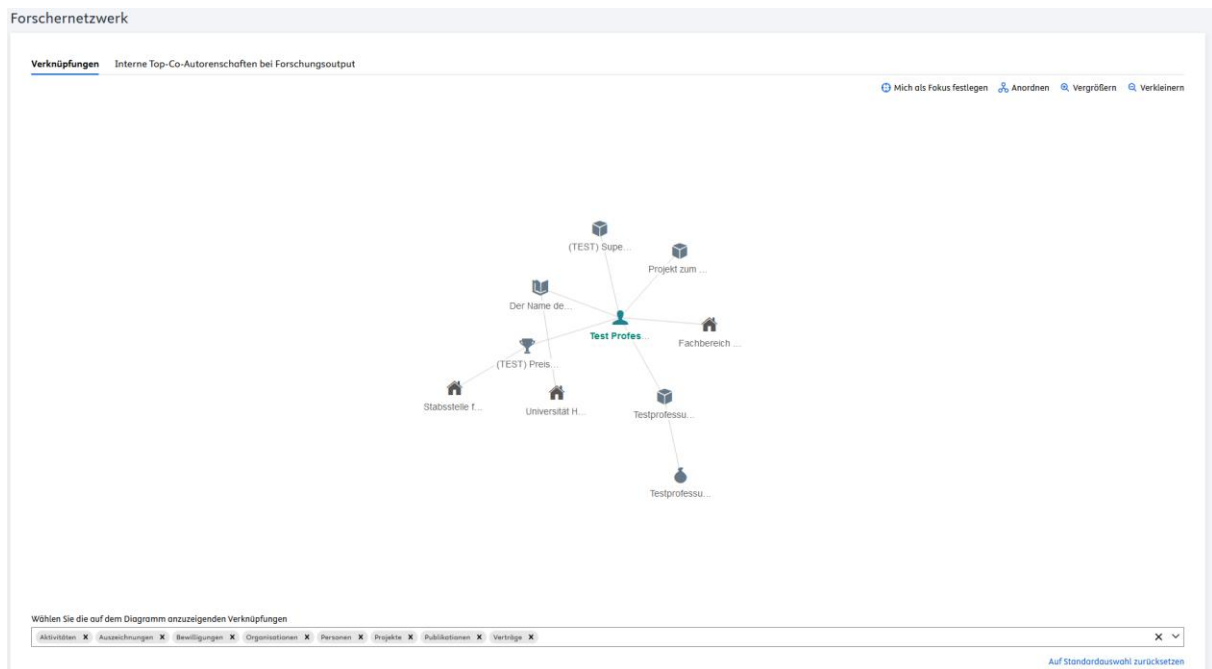 Forschernetzwerk
Verknüpfungen Interne Top-Co-Autorenschaften bei Forschungsoutput
Mich als Fokus festlegen Anordnen Vergrößern Verkleinern
(TEST) Supe...
Projekt zum ...
Der Name de...
Test Profes...
Fachbereich ...
(TEST) Preis...
Stabsstelle f...
Universität H...
Testprofessu...
Testprofessu...
Wählen Sie die auf dem Diagramm anzuzeigenden Verknüpfungen
Aktivitäten X Auszeichnungen X Bewilligungen X Organisationen X Personen X Projekte X Publikationen X Verträge X
Auf Standardauswahl zurücksetzen